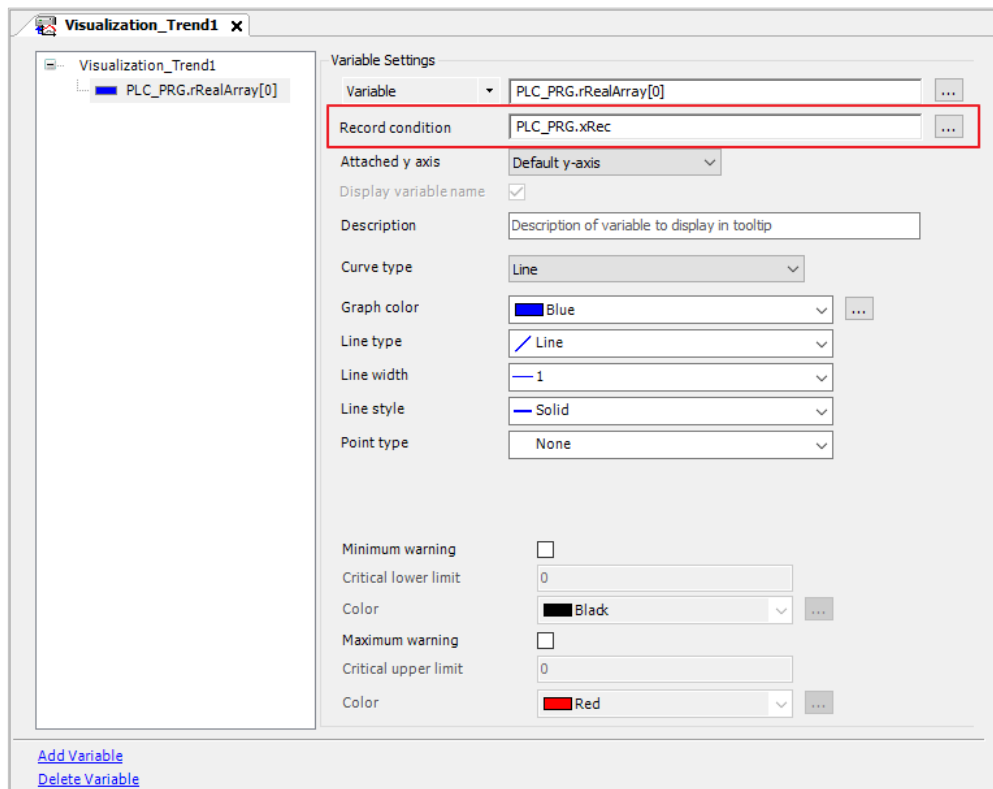 Visualization_Trend1 x
Visualization_Trend1
PLC_PRG.rRealArray[0]
Variable Settings
Variable PLC_PRG.rRealArray[0] ...
Record condition PLC_PRG.xRec ...
Attached y axis Default y-axis
Display variable name
Description Description of variable to display in tooltip
Curve type Line
Graph color Blue ...
Line type Line
Line width 1
Line style Solid
Point type None
Minimum warning
Critical lower limit 0
Color Black ...
Maximum warning
Critical upper limit 0
Color Red ...
Add Variable
Delete Variable